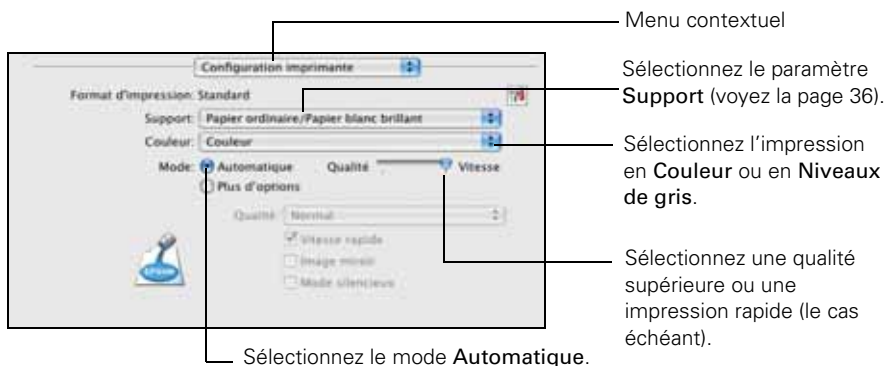 Menu contextuel
Configuration imprimante
Sélectionnez le paramètre
Support (voyez la page 36).
Format d'impression: Standard
Support: Papier ordinaire/Papier blanc brillant
Couleur: Couleur
Sélectionnez l'impression
en Couleur ou en Niveaux
de gris.
Mode: Automatique Qualité Vitesse
Plus d'options
Qualité: Normal
Vitesse rapide
Image miroir
Mode silencieux
EPSON
Sélectionnez une qualité
supérieure ou une
impression rapide (le cas
échéant).
Sélectionnez le mode Automatique.